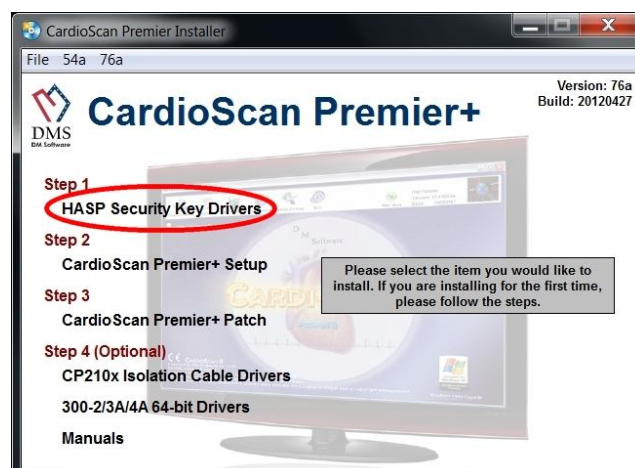 CardioScan Premier Installer
File 54a 76a
Version: 76a
Build: 20120427
DMS
DM Software
CardioScan Premier+
Step 1
HASP Security Key Drivers
Step 2
CardioScan Premier+ Setup
Please select the item you would like to
install. If you are installing for the first time,
please follow the steps.
Step 3
CardioScan Premier+ Patch
Step 4 (Optional)
CP210x Isolation Cable Drivers
300-2/3A/4A 64-bit Drivers
Manuals